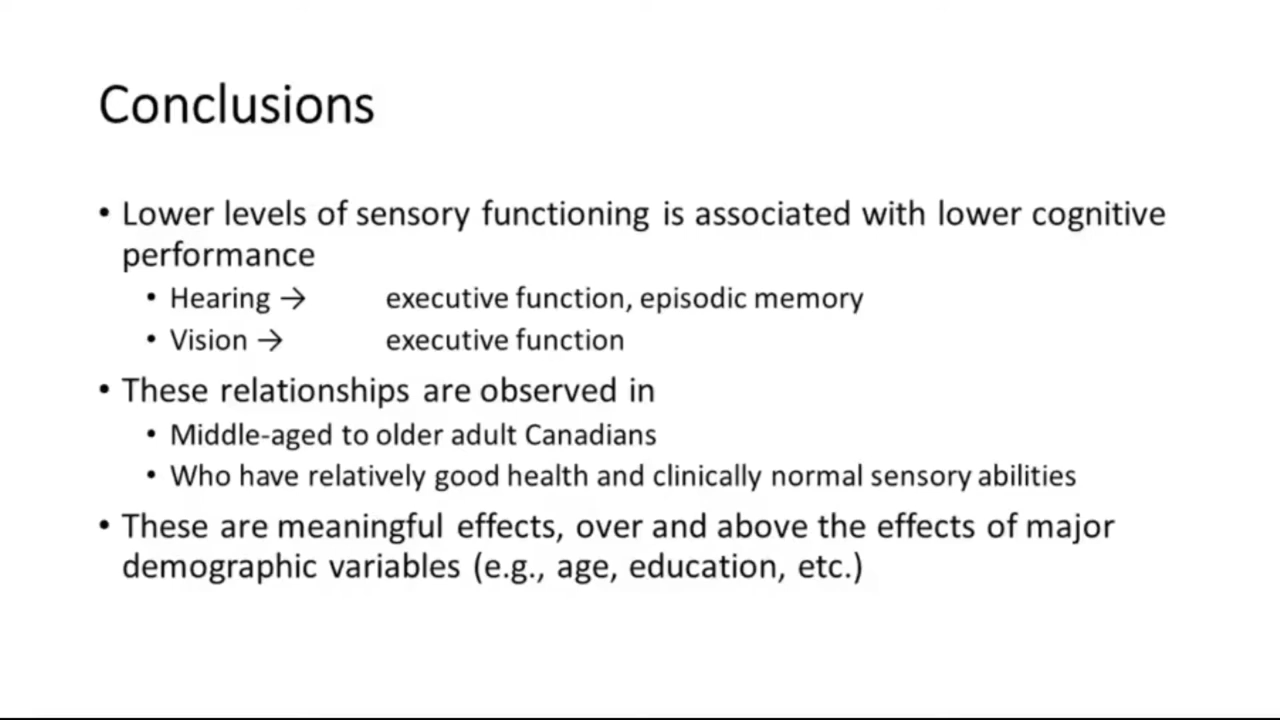 Conclusions
• Lower levels of sensory functioning is associated with lower cognitive
performance
• Hearing → executive function, episodic memory
• Vision → executive function
• These relationships are observed in
• Middle-aged to older adult Canadians
• Who have relatively good health and clinically normal sensory abilities
• These are meaningful effects, over and above the effects of major
demographic variables (e.g., age, education, etc.)